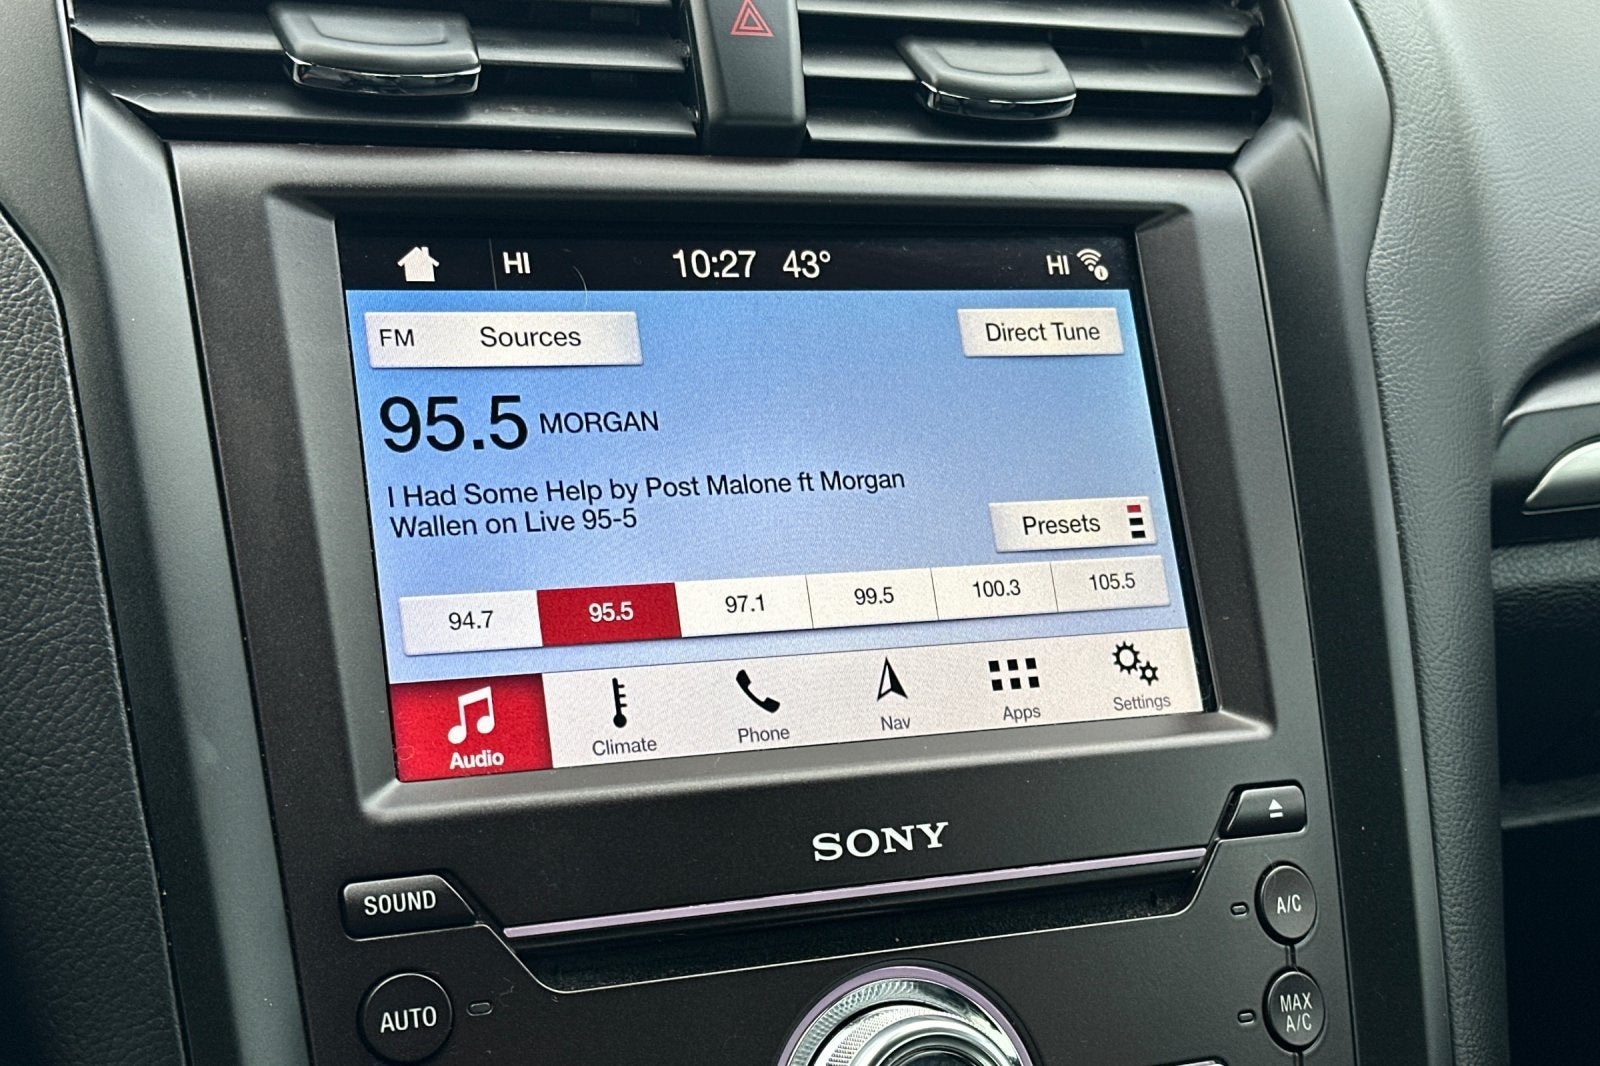 HI 10:27 43° HI
FM Sources Direct Tune
95.5 MORGAN
I Had Some Help by Post Malone ft Morgan
Wallen on Live 95-5
Presets
94.7 95.5 97.1 99.5 100.3 105.5
Audio Climate Phone Nav Apps Settings
SONY
SOUND
A/C
AUTO
MAX
A/C